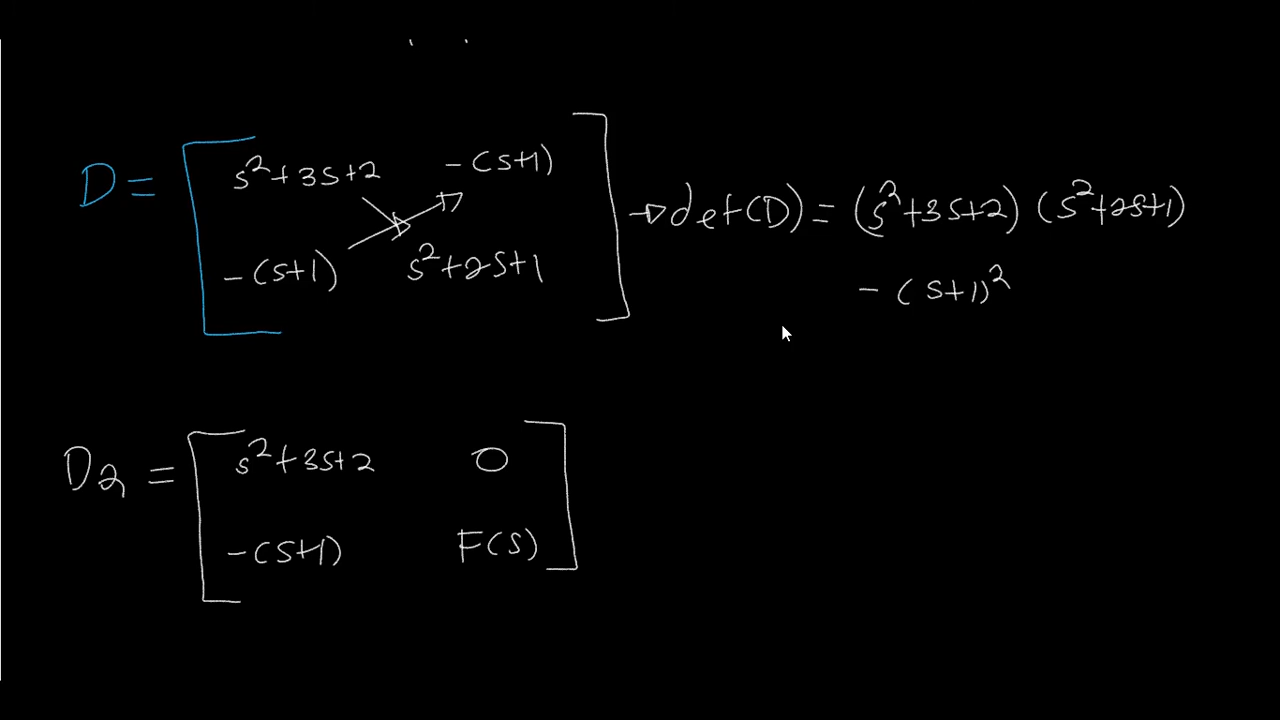 D = [ s²+3s+2 -(s+1)
-(s+1) s²+2s+1 ] → det(D) = (s²+3s+2) (s²+2s+1)
- (s+1)²
D2 = [ s²+3s+2 0
-(s+1) F(s) ]